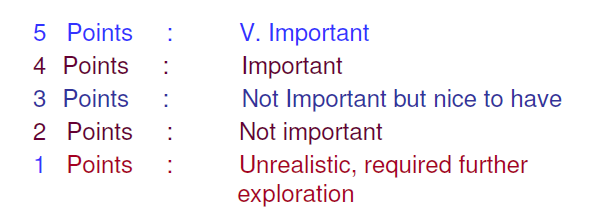 5 Points : V. Important
4 Points : Important
3 Points : Not Important but nice to have
2 Points : Not important
1 Points : Unrealistic, required further
exploration